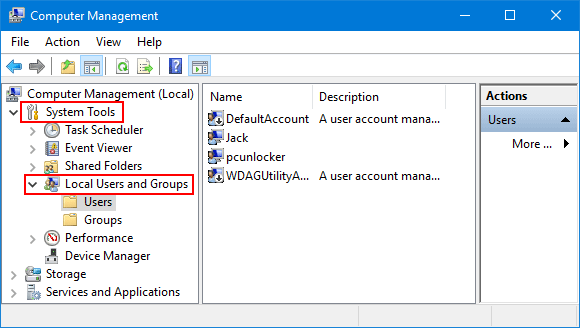 Computer Management
File Action View Help
Computer Management (Local)
System Tools
Task Scheduler
Event Viewer
Shared Folders
Local Users and Groups
Users
Groups
Performance
Device Manager
Storage
Services and Applications
Name Description
DefaultAccount A user account mana...
Jack
pcunlocker
WDAGUtilityA... A user account mana...
Actions
Users
More ...